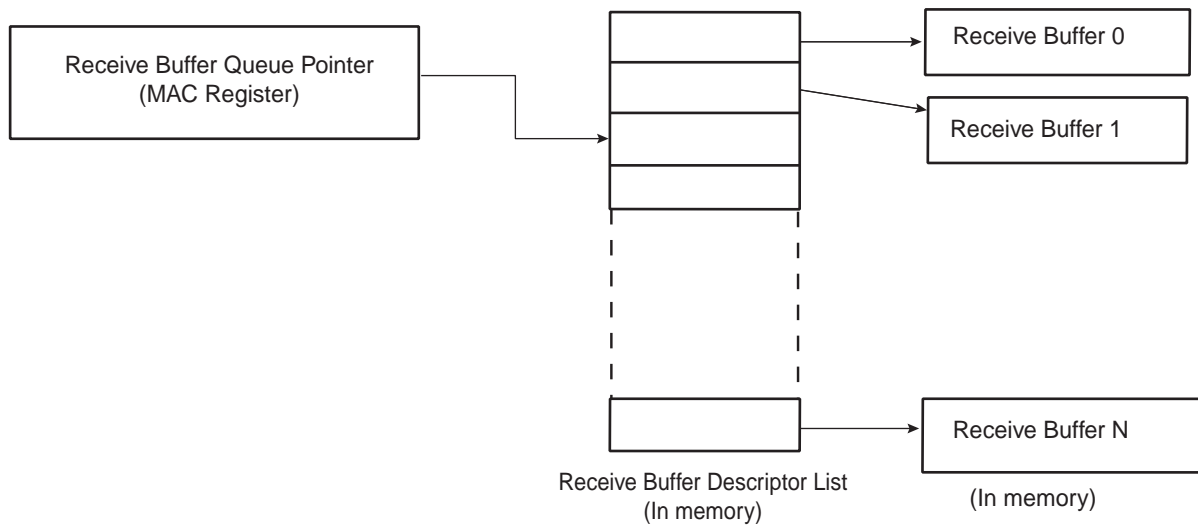 Receive Buffer Queue Pointer
(MAC Register)
Receive Buffer 0
Receive Buffer 1
Receive Buffer N
Receive Buffer Descriptor List
(In memory)
(In memory)